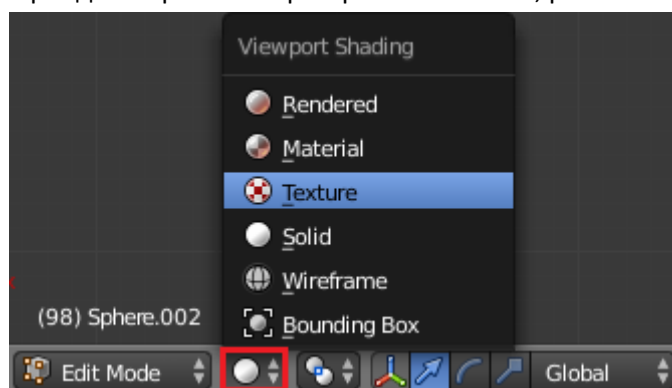 Viewport Shading
Rendered
Material
Texture
Solid
Wireframe
(98) Sphere.002
Bounding Box
Edit Mode
Global